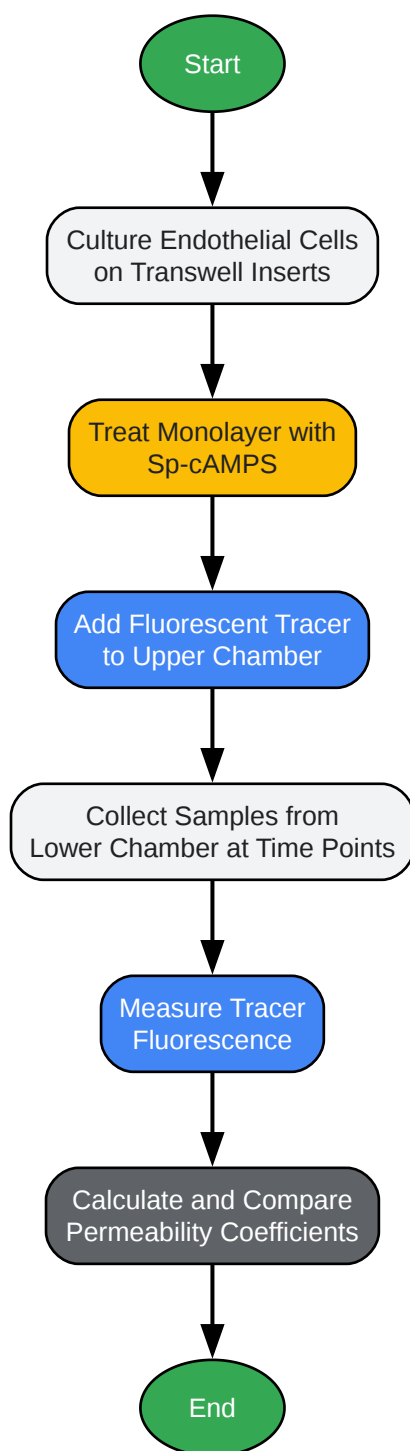 Start
Culture Endothelial Cells
on Transwell Inserts
Treat Monolayer with
Sp-cAMPS
Add Fluorescent Tracer
to Upper Chamber
Collect Samples from
Lower Chamber at Time Points
Measure Tracer
Fluorescence
Calculate and Compare
Permeability Coefficients
End